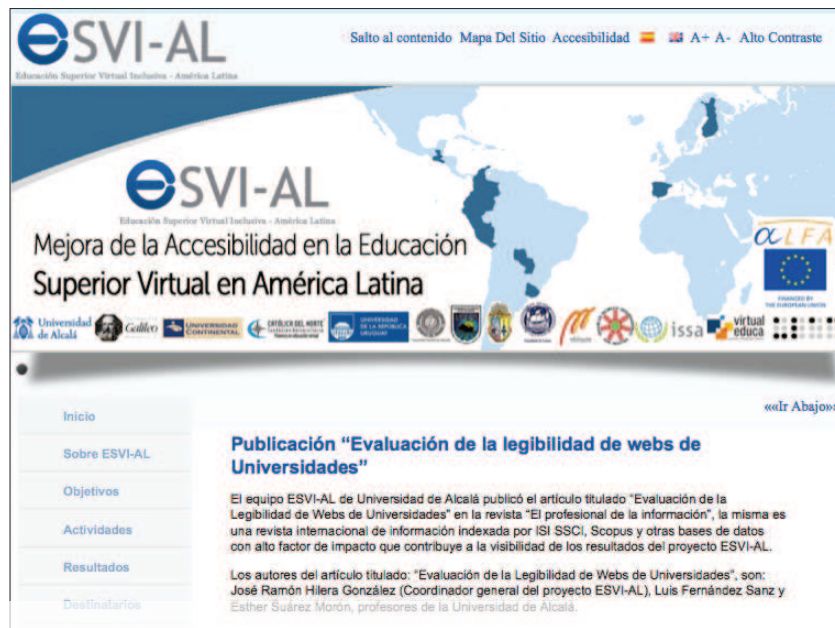 eSVI-AL
Educación Superior Virtual Inclusiva - América Latina
Salto al contenido Mapa Del Sitio Accesibilidad A+ A- Alto Contraste
eSVI-AL
Educación Superior Virtual Inclusiva - América Latina
Mejora de la Accesibilidad en la Educación
Superior Virtual en América Latina
αLFA
FINANCED BY
THE EUROPEAN UNION
Universidad
de Alcalá
Galileo
UNIVERSIDAD
CONTINENTAL
CATÓLICA DEL NORTE
UNIVERSIDAD
DE LA REPÚBLICA
URUGUAY
issa
virtual
educa
««Ir Abajo»»
Inicio
Sobre ESVI-AL
Objetivos
Actividades
Resultados
Destinatarios
Publicación “Evaluación de la legibilidad de webs de
Universidades”
El equipo ESVI-AL de Universidad de Alcalá publicó el artículo titulado “Evaluación de la
Legibilidad de Webs de Universidades” en la revista “El profesional de la información”, la misma es
una revista internacional de información indexada por ISI SSCI, Scopus y otras bases de datos
con alto factor de impacto que contribuye a la visibilidad de los resultados del proyecto ESVI-AL.
Los autores del artículo titulado: “Evaluación de la Legibilidad de Webs de Universidades”, son:
José Ramón Hilera González (Coordinador general del proyecto ESVI-AL), Luis Fernández Sanz y
Esther Suárez Morón, profesores de la Universidad de Alcalá.